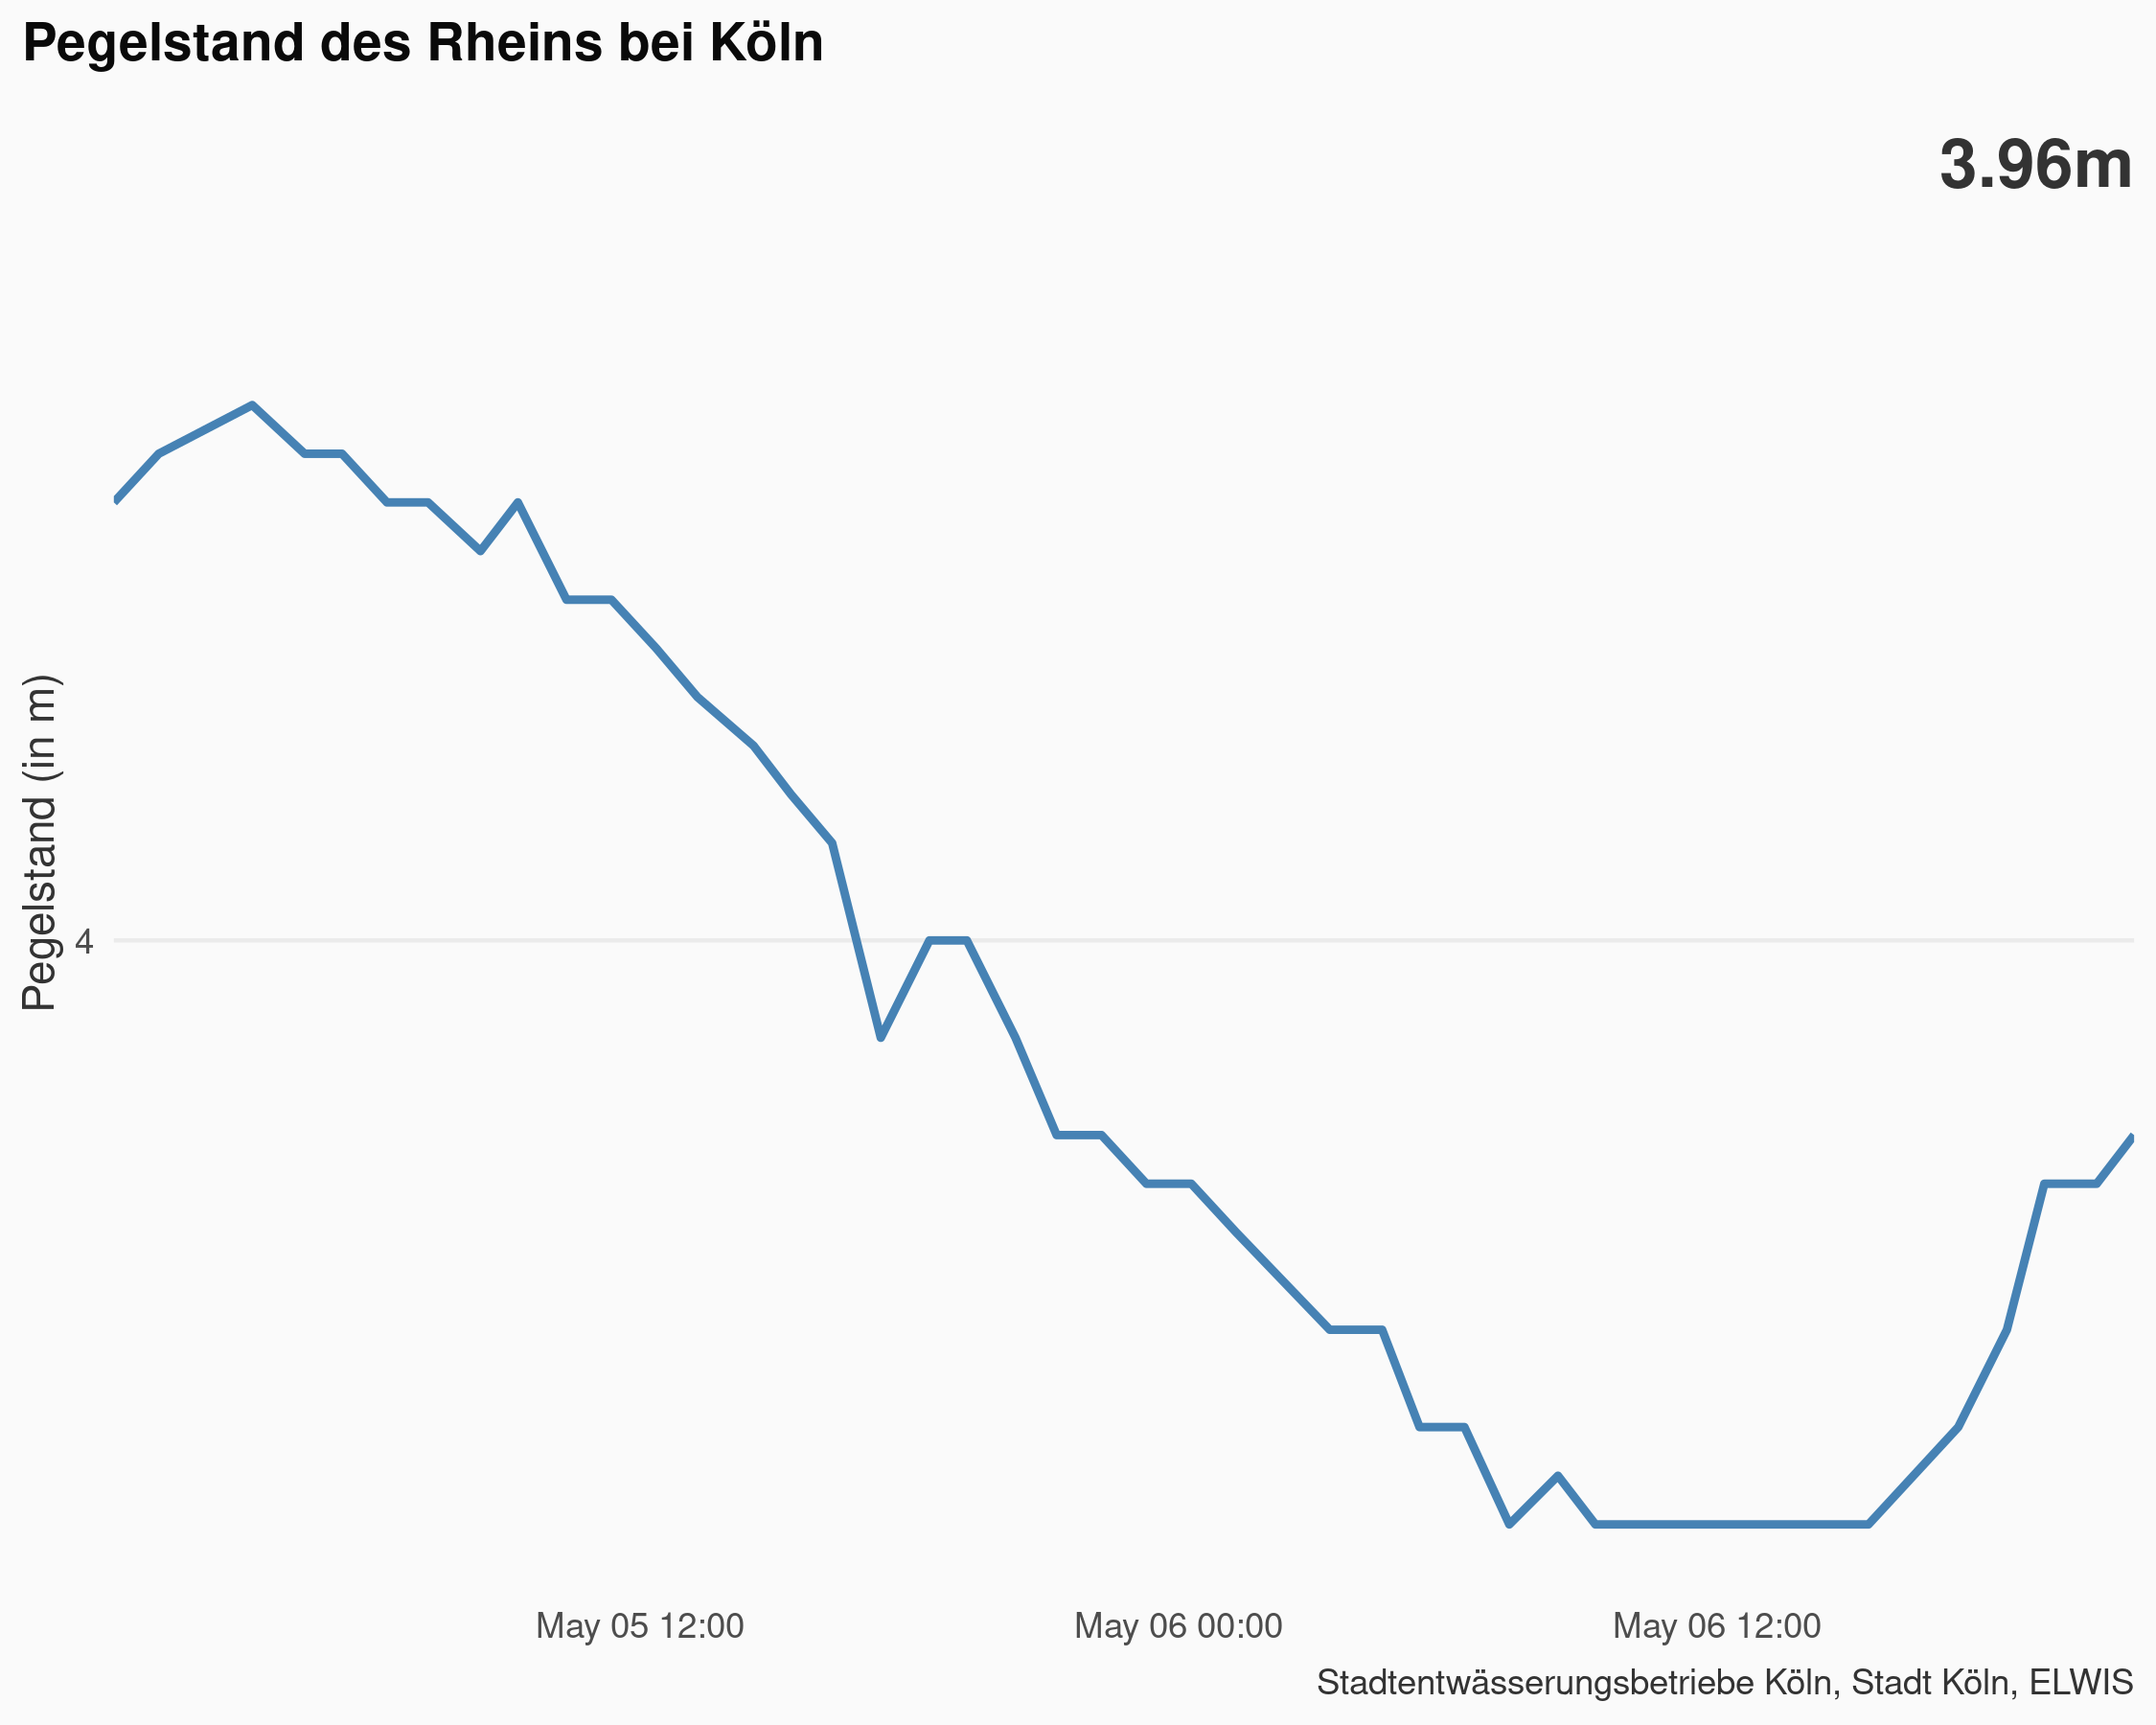 Pegelstand des Rheins bei Köln
3.96m
Pegelstand (in m)
4
May 05 12:00
May 06 00:00
May 06 12:00
Stadtentwässerungsbetriebe Köln, Stadt Köln, ELWIS